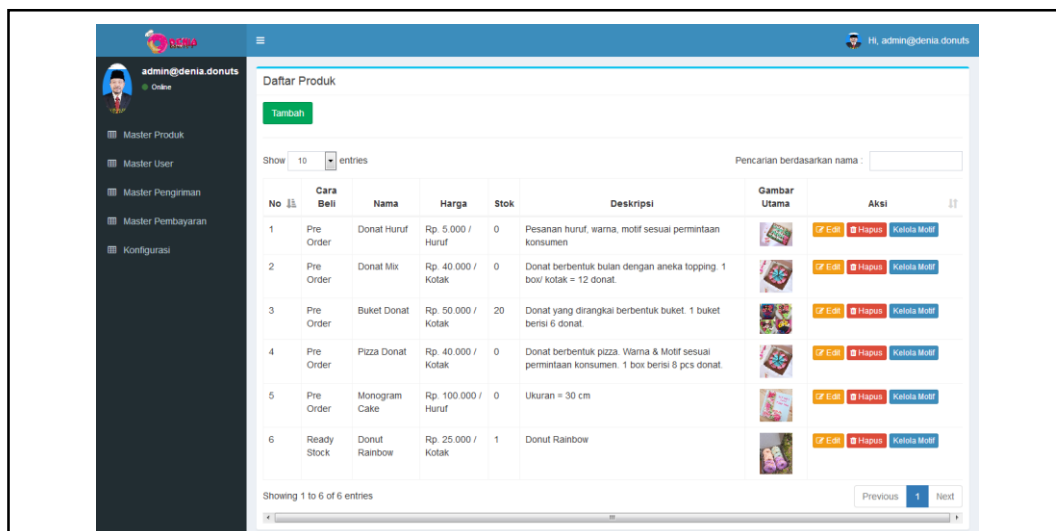 denia
Hi, admin@denia.donuts
admin@denia.donuts
Online
Master Produk
Master User
Master Pengiriman
Master Pembayaran
Konfigurasi
Daftar Produk
Tambah
Show 10 entries
Pencarian berdasarkan nama :
No Cara Beli Nama Harga Stok Deskripsi Gambar Utama Aksi
1 Pre Order Donat Huruf Rp. 5.000 / Huruf 0 Pesanan huruf, warna, motif sesuai permintaan konsumen Edit Hapus Kelola Motif
2 Pre Order Donat Mix Rp. 40.000 / Kotak 0 Donat berbentuk bulan dengan aneka topping. 1 box/ kotak = 12 donat. Edit Hapus Kelola Motif
3 Pre Order Buket Donat Rp. 50.000 / Kotak 20 Donat yang dirangkai berbentuk buket. 1 buket berisi 6 donat. Edit Hapus Kelola Motif
4 Pre Order Pizza Donat Rp. 40.000 / Kotak 0 Donat berbentuk pizza. Warna & Motif sesuai permintaan konsumen. 1 box berisi 8 pcs donat. Edit Hapus Kelola Motif
5 Pre Order Monogram Cake Rp. 100.000 / Huruf 0 Ukuran = 30 cm Edit Hapus Kelola Motif
6 Ready Stock Donut Rainbow Rp. 25.000 / Kotak 1 Donut Rainbow Edit Hapus Kelola Motif
Showing 1 to 6 of 6 entries
Previous 1 Next